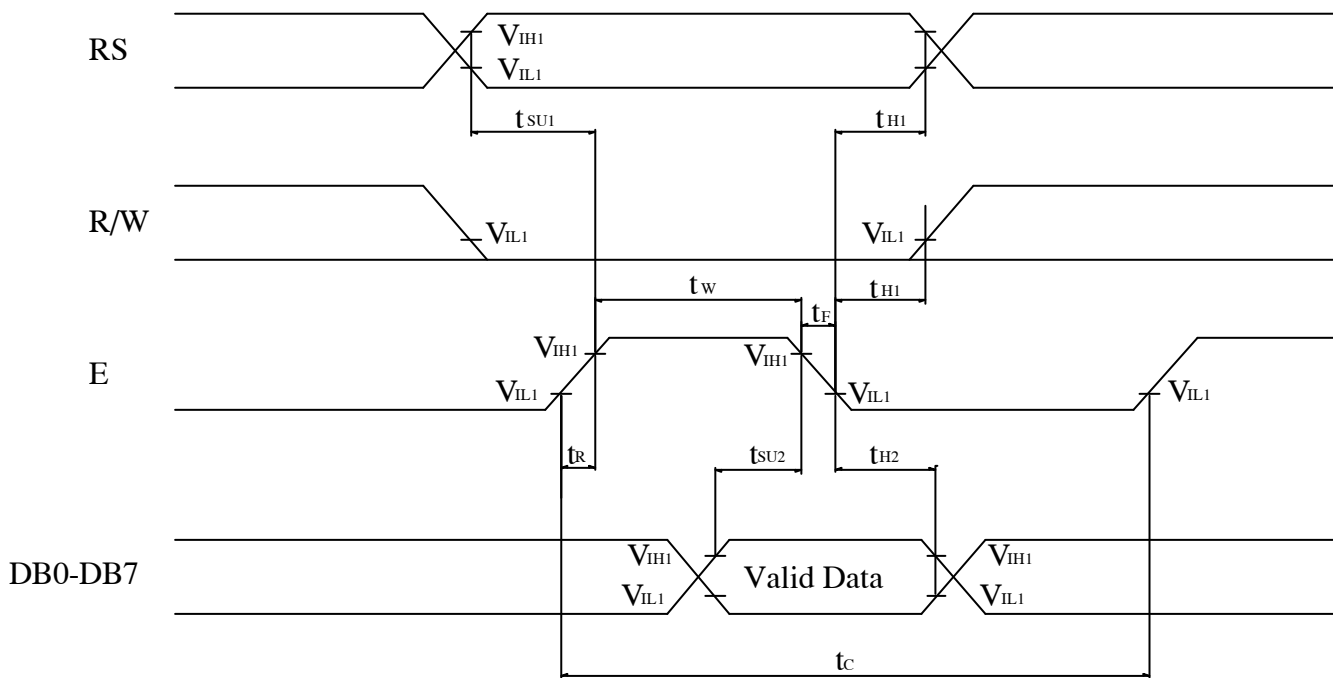 RS
VIH1
VIL1
tSU1
tH1
R/W
VIL1
VIL1
tW
tH1
tF
E
VIH1
VIH1
VIL1
VIL1
VIL1
tR
tSU2
tH2
DB0-DB7
VIH1
VIH1
Valid Data
VIL1
VIL1
tC